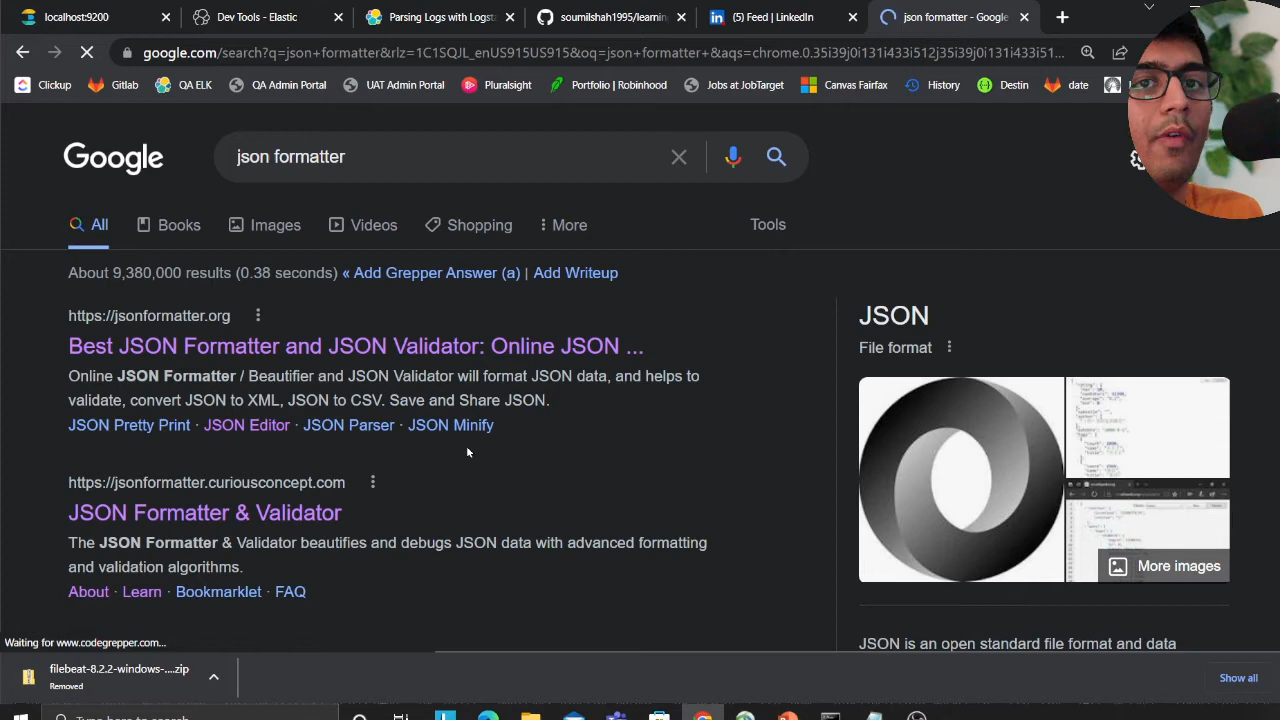 localhost:9200
Dev Tools - Elastic
Parsing Logs with Logsta
soumilshah1995/learning
(2) Feed | LinkedIn
json formatter - Google
google.com/search?q=json+formatter&rlz=1C1SQJL_enUS915US915&oq=json+formatter+&aqs=chrome.0.35i39j0i131i433i512j35i39j0i131i433i51...
Clickup
Gitlab
QA ELK
QA Admin Portal
UAT Admin Portal
Pluralsight
Portfolio | Robinhood
Jobs at JobTarget
Canvas Fairfax
History
Destin
date
Google
json formatter
All
Books
Images
Videos
Shopping
More
Tools
About 9,380,000 results (0.38 seconds) « Add Grepper Answer (a) | Add Writeup
https://jsonformatter.org
Best JSON Formatter and JSON Validator: Online JSON ...
Online JSON Formatter / Beautifier and JSON Validator will format JSON data, and helps to
validate, convert JSON to XML, JSON to CSV. Save and Share JSON.
JSON Pretty Print · JSON Editor · JSON Parser · JSON Minify
https://jsonformatter.curiousconcept.com
JSON Formatter & Validator
The JSON Formatter & Validator beautifies and debugs JSON data with advanced formatting
and validation algorithms.
About · Learn · Bookmarklet · FAQ
JSON
File format
More images
JSON is an open standard file format and data
Waiting for www.codegrepper.com...
filebeat-8.2.2-windows-....zip
Removed
Show all
Type here to search